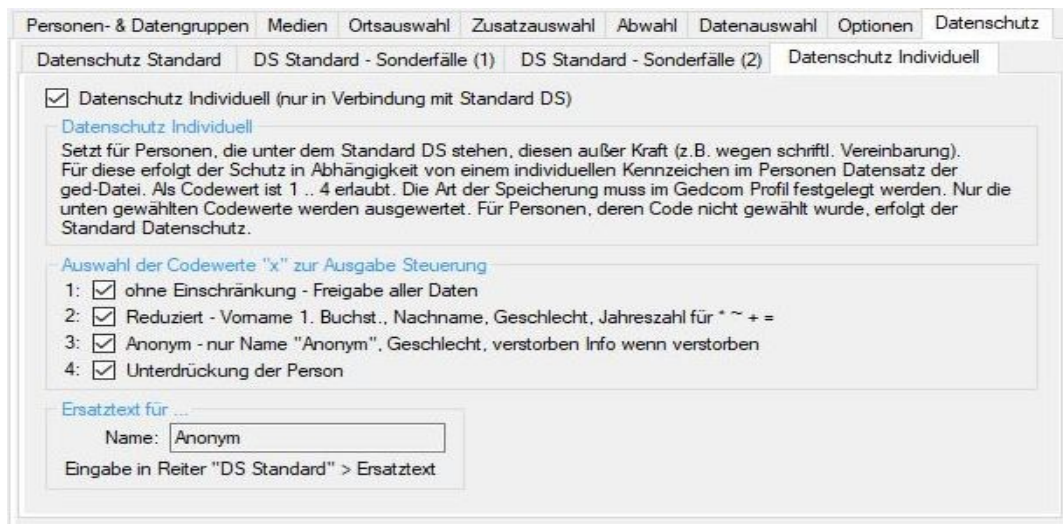 Personen- & Datengruppen Medien Ortsauswahl Zusatzauswahl Abwahl Datenauswahl Optionen Datenschutz
Datenschutz Standard DS Standard - Sonderfälle (1) DS Standard - Sonderfälle (2) Datenschutz Individuell
Datenschutz Individuell (nur in Verbindung mit Standard DS)
Datenschutz Individuell
Setzt für Personen, die unter dem Standard DS stehen, diesen außer Kraft (z.B. wegen schriftl. Vereinbarung).
Für diese erfolgt der Schutz in Abhängigkeit von einem individuellen Kennzeichen im Personen Datensatz der
ged-Datei. Als Codewert ist 1 .. 4 erlaubt. Die Art der Speicherung muss im Gedcom Profil festgelegt werden. Nur die
unten gewählten Codewerte werden ausgewertet. Für Personen, deren Code nicht gewählt wurde, erfolgt der
Standard Datenschutz.
Auswahl der Codewerte "x" zur Ausgabe Steuerung
1: ohne Einschränkung - Freigabe aller Daten
2: Reduziert - Vorname 1. Buchst., Nachname, Geschlecht, Jahreszahl für * ~ + =
3: Anonym - nur Name "Anonym", Geschlecht, verstorben Info wenn verstorben
4: Unterdrückung der Person
Ersatztext für ...
Name: Anonym
Eingabe in Reiter "DS Standard" > Ersatztext